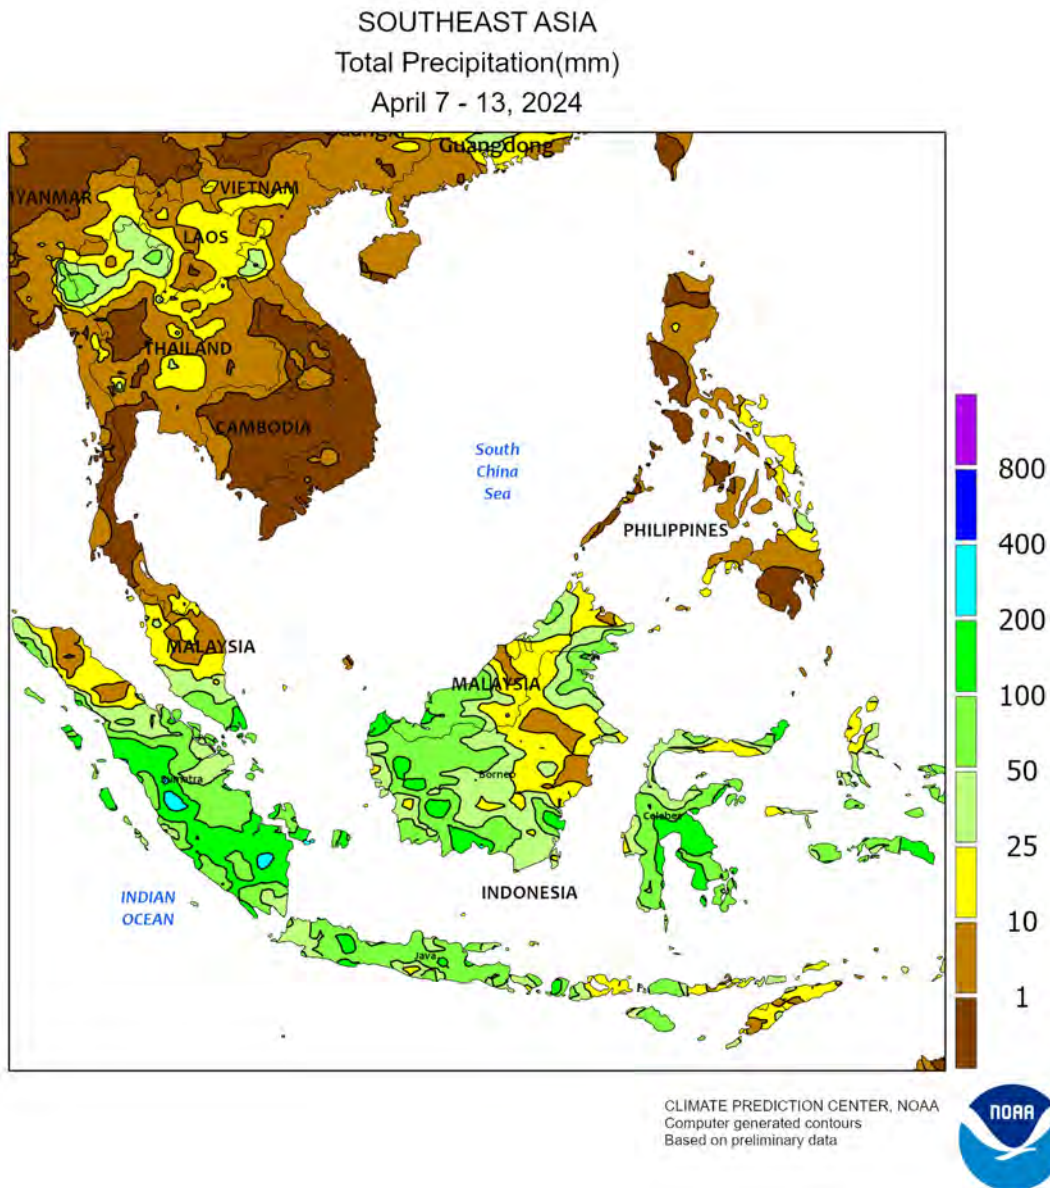 SOUTHEAST ASIA
Total Precipitation(mm)
April 7 - 13, 2024
Guangdong
VIETNAM
LAOS
THAILAND
CAMBODIA
South
China
Sea
PHILIPPINES
MALAYSIA
MALAYSIA
Borneo
INDIAN
OCEAN
INDONESIA
Java
800
400
200
100
50
25
10
1
CLIMATE PREDICTION CENTER, NOAA
Computer generated contours
Based on preliminary data
NOAA